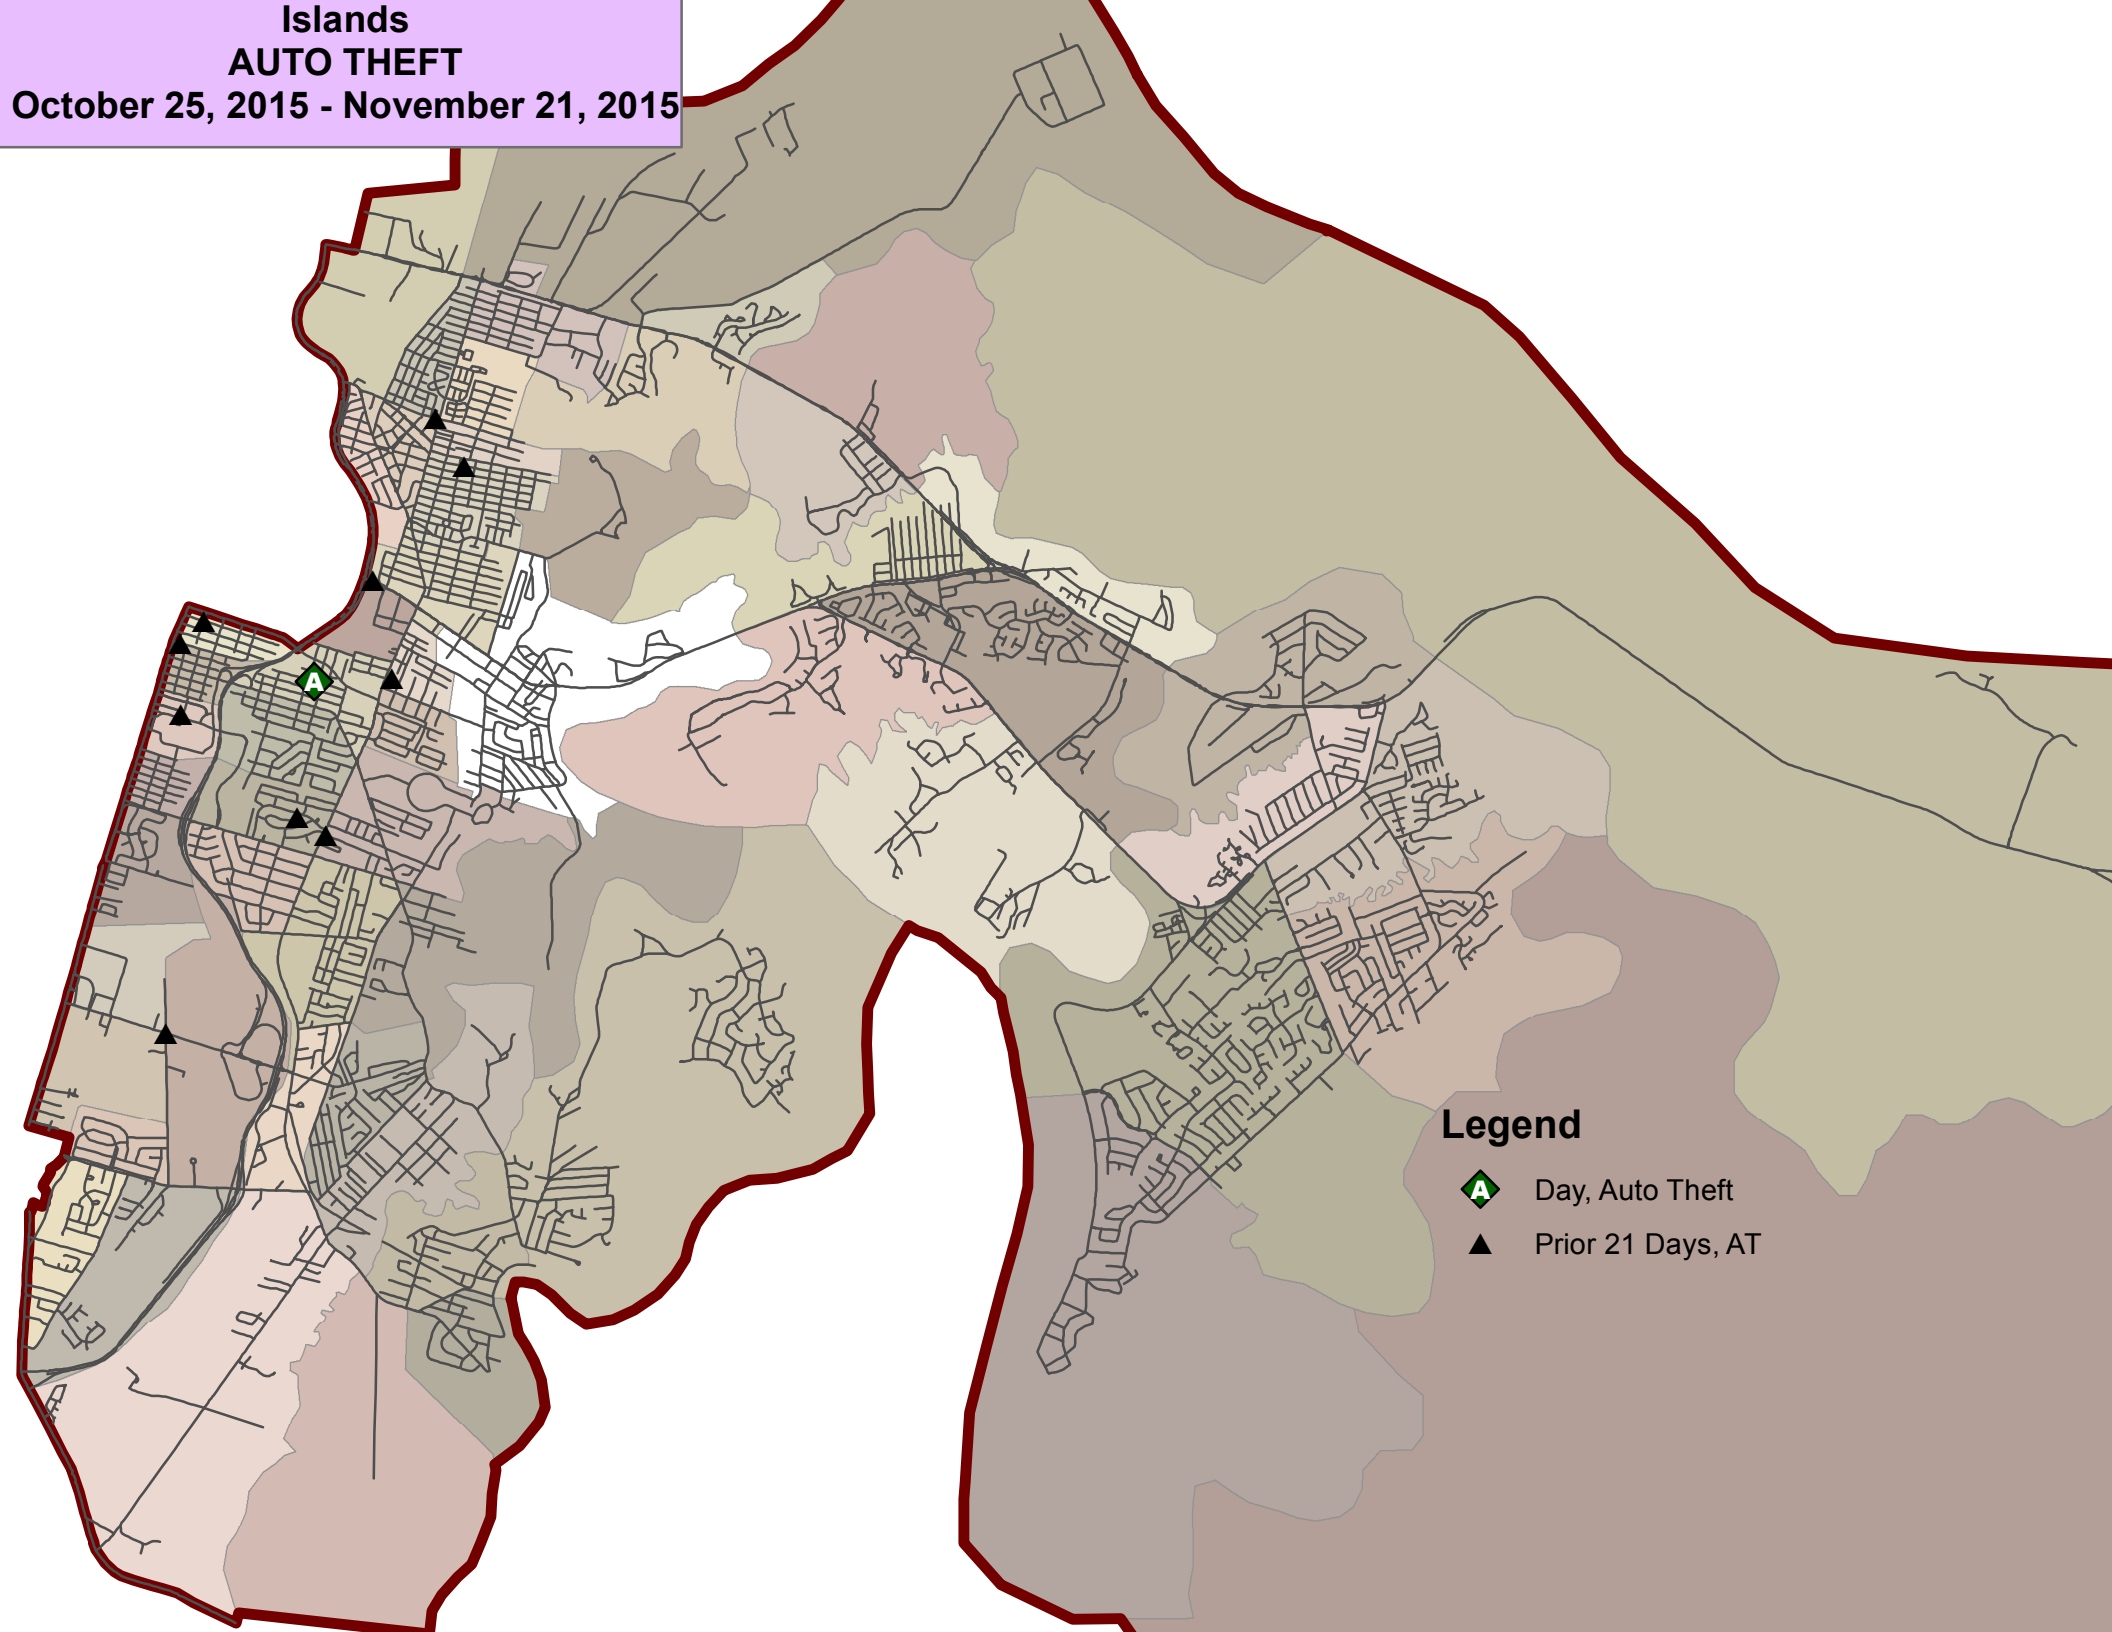 Islands
AUTO THEFT
October 25, 2015 - November 21, 2015
A
Legend
A Day, Auto Theft
Prior 21 Days, AT